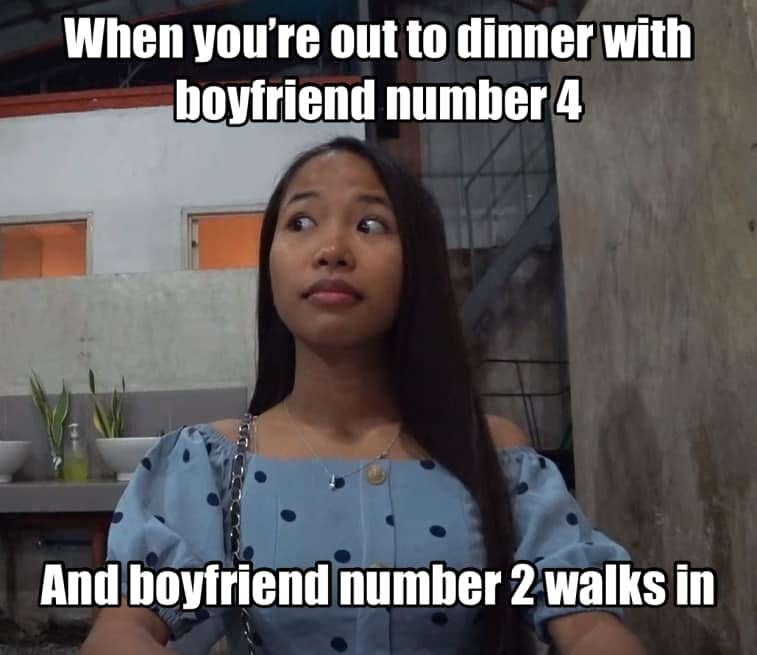 When you’re out to dinner with
boyfriend number 4
And boyfriend number 2 walks in